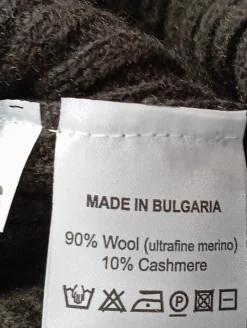 MADE IN BULGARIA
90% Wool (ultrafine merino)
10% Cashmere